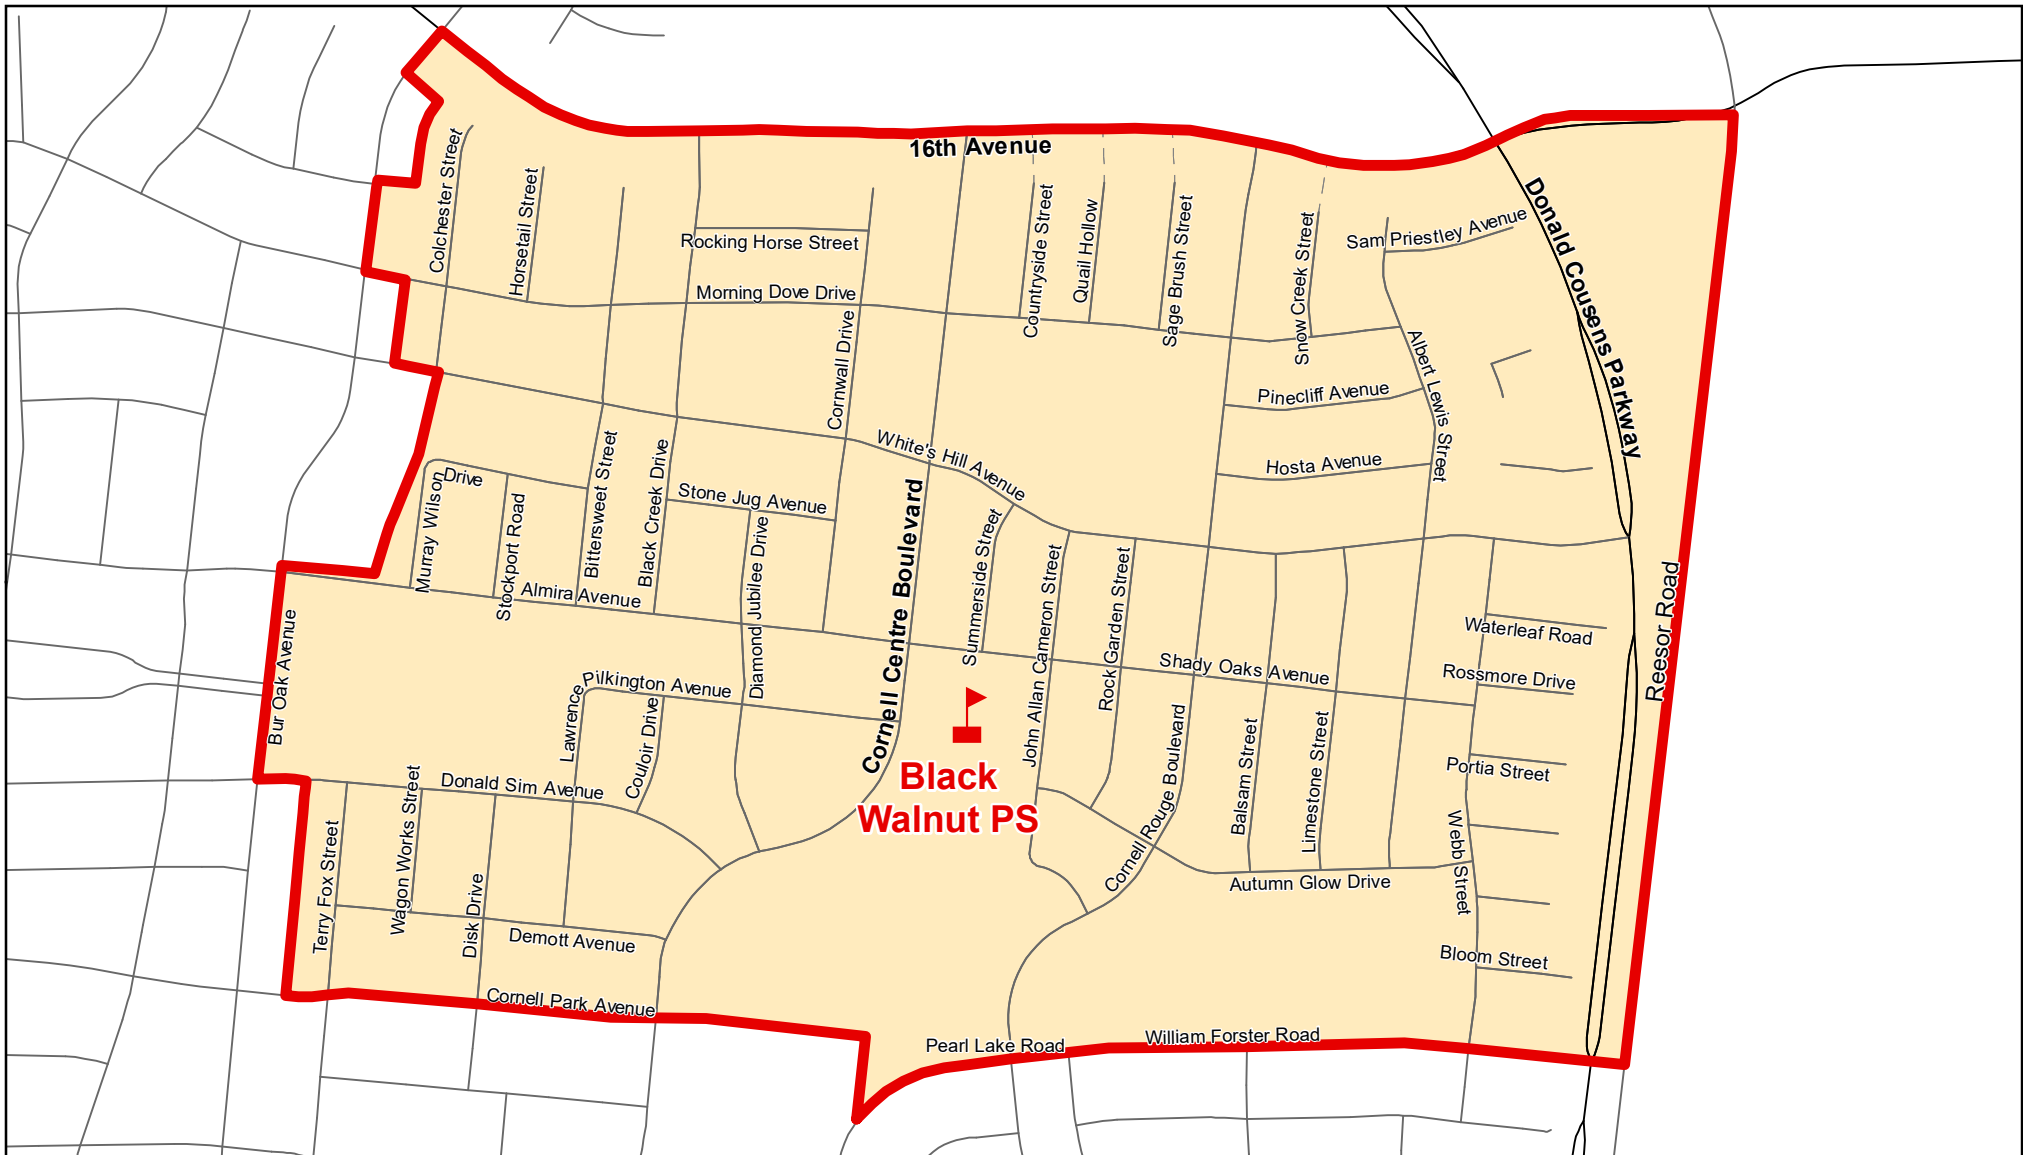 16th Avenue
Colchester Street
Horsetail Street
Rocking Horse Street
Morning Dove Drive
Cornwall Drive
Countryside Street
Quail Hollow
Sage Brush Street
Snow Creek Street
Sam Priestley Avenue
Donald Cousens Parkway
Albert Lewis Street
Pinecliff Avenue
Hosta Avenue
White's Hill Avenue
Murray Wilson
Drive
Stockport Road
Bittersweet Street
Black Creek Drive
Stone Jug Avenue
Diamond Jubilee Drive
Almira Avenue
Cornell Centre Boulevard
Summerside Street
John Allan Cameron Street
Rock Garden Street
Shady Oaks Avenue
Waterleaf Road
Rossmore Drive
Reesor Road
Bur Oak Avenue
Pilkington Avenue
Lawrence
Couloir Drive
Donald Sim Avenue
Black
Walnut PS
Cornell Rouge Boulevard
Balsam Street
Limestone Street
Portia Street
Webb Street
Autumn Glow Drive
Terry Fox Street
Wagon Works Street
Disk Drive
Demott Avenue
Bloom Street
Cornell Park Avenue
Pearl Lake Road
William Forster Road